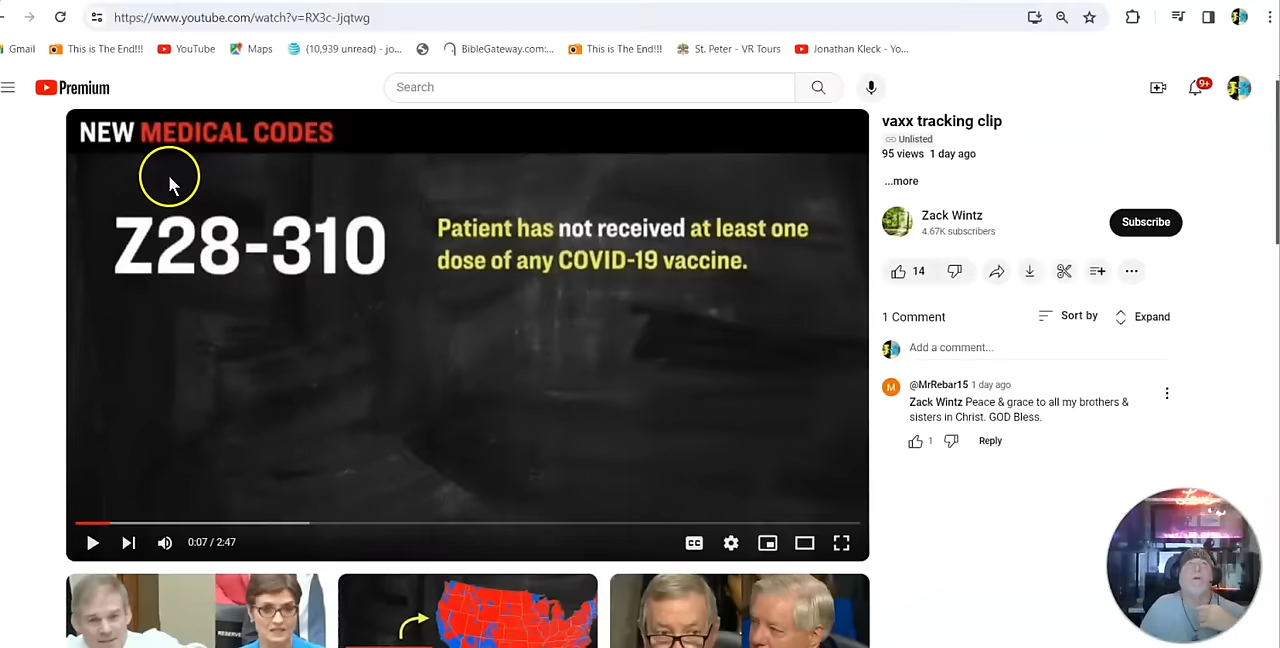 https://www.youtube.com/watch?v=RX3c-Jjqtwg
Gmail
This is The End!!!
YouTube
Maps
(10,939 unread) - jo...
BibleGateway.com:...
This is The End!!!
St. Peter - VR Tours
Jonathan Kleck - Yo...
Premium
Search
9+
NEW MEDICAL CODES
Z28-310
Patient has not received at least one
dose of any COVID-19 vaccine.
0:07 / 2:47
CC
vaxx tracking clip
Unlisted
95 views 1 day ago
...more
Zack Wintz
4.67K subscribers
Subscribe
14
1 Comment
Sort by
Expand
Add a comment...
M
@MrRebar15 1 day ago
Zack Wintz Peace & grace to all my brothers &
sisters in Christ. GOD Bless.
1
Reply
RESERVE